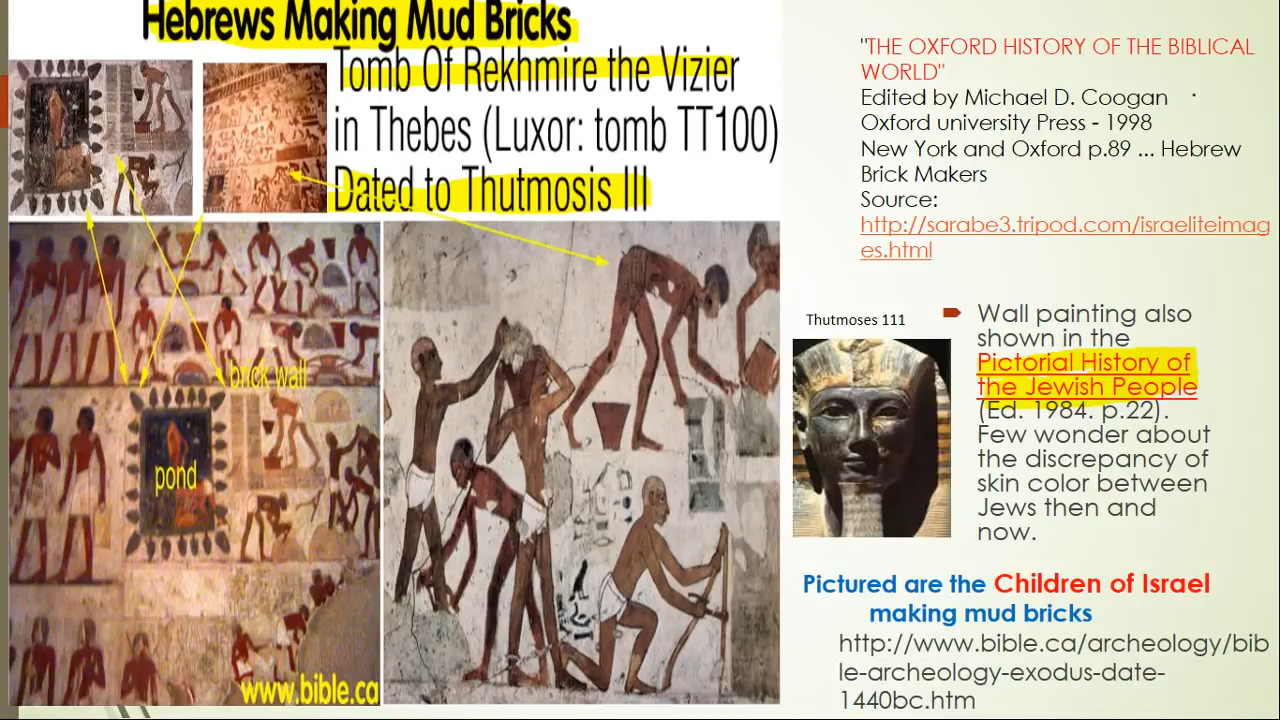 Hebrews Making Mud Bricks
Tomb Of Rekhmire the Vizier
in Thebes (Luxor: tomb TT100)
Dated to Thutmosis III
brick wall
pond
www.bible.ca
"THE OXFORD HISTORY OF THE BIBLICAL
WORLD"
Edited by Michael D. Coogan
Oxford university Press - 1998
New York and Oxford p.89 ... Hebrew
Brick Makers
Source:
http://sarabe3.tripod.com/israeliteimag
es.html
Thutmoses 111
Wall painting also
shown in the
Pictorial History of
the Jewish People
(Ed. 1984. p.22).
Few wonder about
the discrepancy of
skin color between
Jews then and
now.
Pictured are the Children of Israel
making mud bricks
http://www.bible.ca/archeology/bib
le-archeology-exodus-date-
1440bc.htm